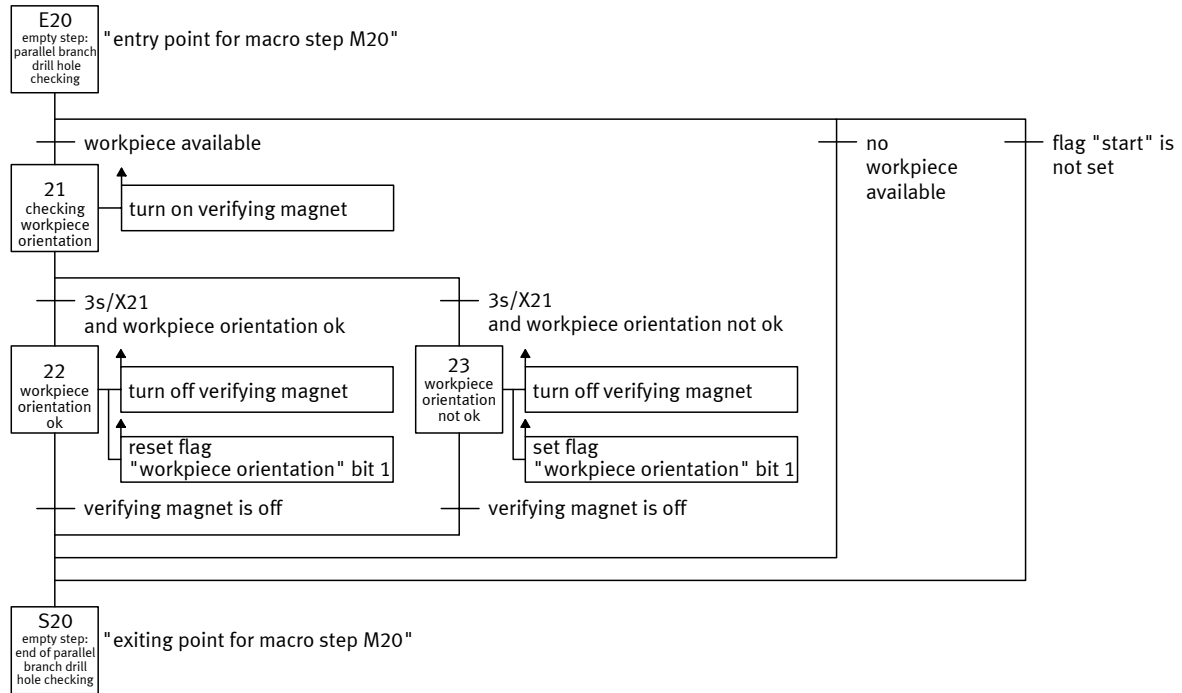 E20
empty step:
parallel branch
drill hole
checking
"entry point for macro step M20"
workpiece available
no
workpiece
available
flag "start" is
not set
21
checking
workpiece
orientation
turn on verifying magnet
3s/X21
and workpiece orientation ok
3s/X21
and workpiece orientation not ok
22
workpiece
orientation
ok
turn off verifying magnet
reset flag
"workpiece orientation" bit 1
23
workpiece
orientation
not ok
turn off verifying magnet
set flag
"workpiece orientation" bit 1
verifying magnet is off
verifying magnet is off
S20
empty step:
end of parallel
branch drill
hole checking
"exiting point for macro step M20"